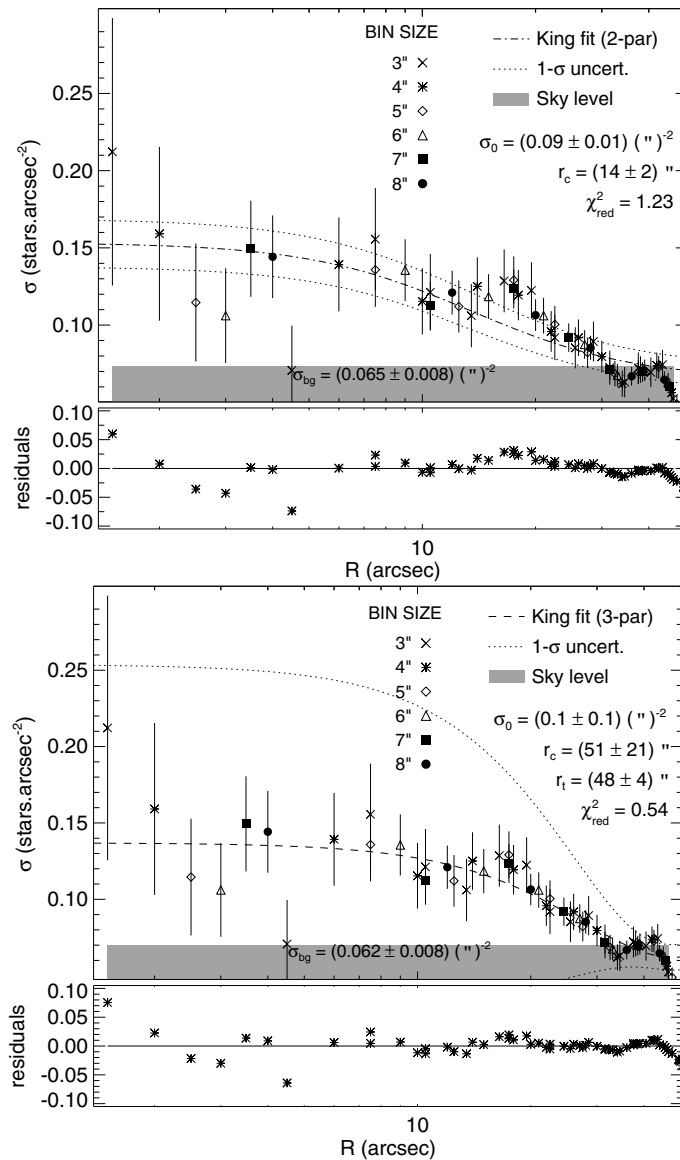 BIN SIZE
3"
4"
5"
6"
7"
8"
King fit (2-par)
1-σ uncert.
Sky level
σ0 = (0.09 ± 0.01) (")-2
rc = (14 ± 2) "
χ2red = 1.23
σbg = (0.065 ± 0.008) (")-2
σ (stars.arcsec-2)
0.25
0.20
0.15
0.10
residuals
0.10
0.05
0.00
-0.05
-0.10
10
R (arcsec)
BIN SIZE
3"
4"
5"
6"
7"
8"
King fit (3-par)
1-σ uncert.
Sky level
σ0 = (0.1 ± 0.1) (")-2
rc = (51 ± 21) "
rt = (48 ± 4) "
χ2red = 0.54
σbg = (0.062 ± 0.008) (")-2
σ (stars.arcsec-2)
0.25
0.20
0.15
0.10
residuals
0.10
0.05
0.00
-0.05
-0.10
10
R (arcsec)